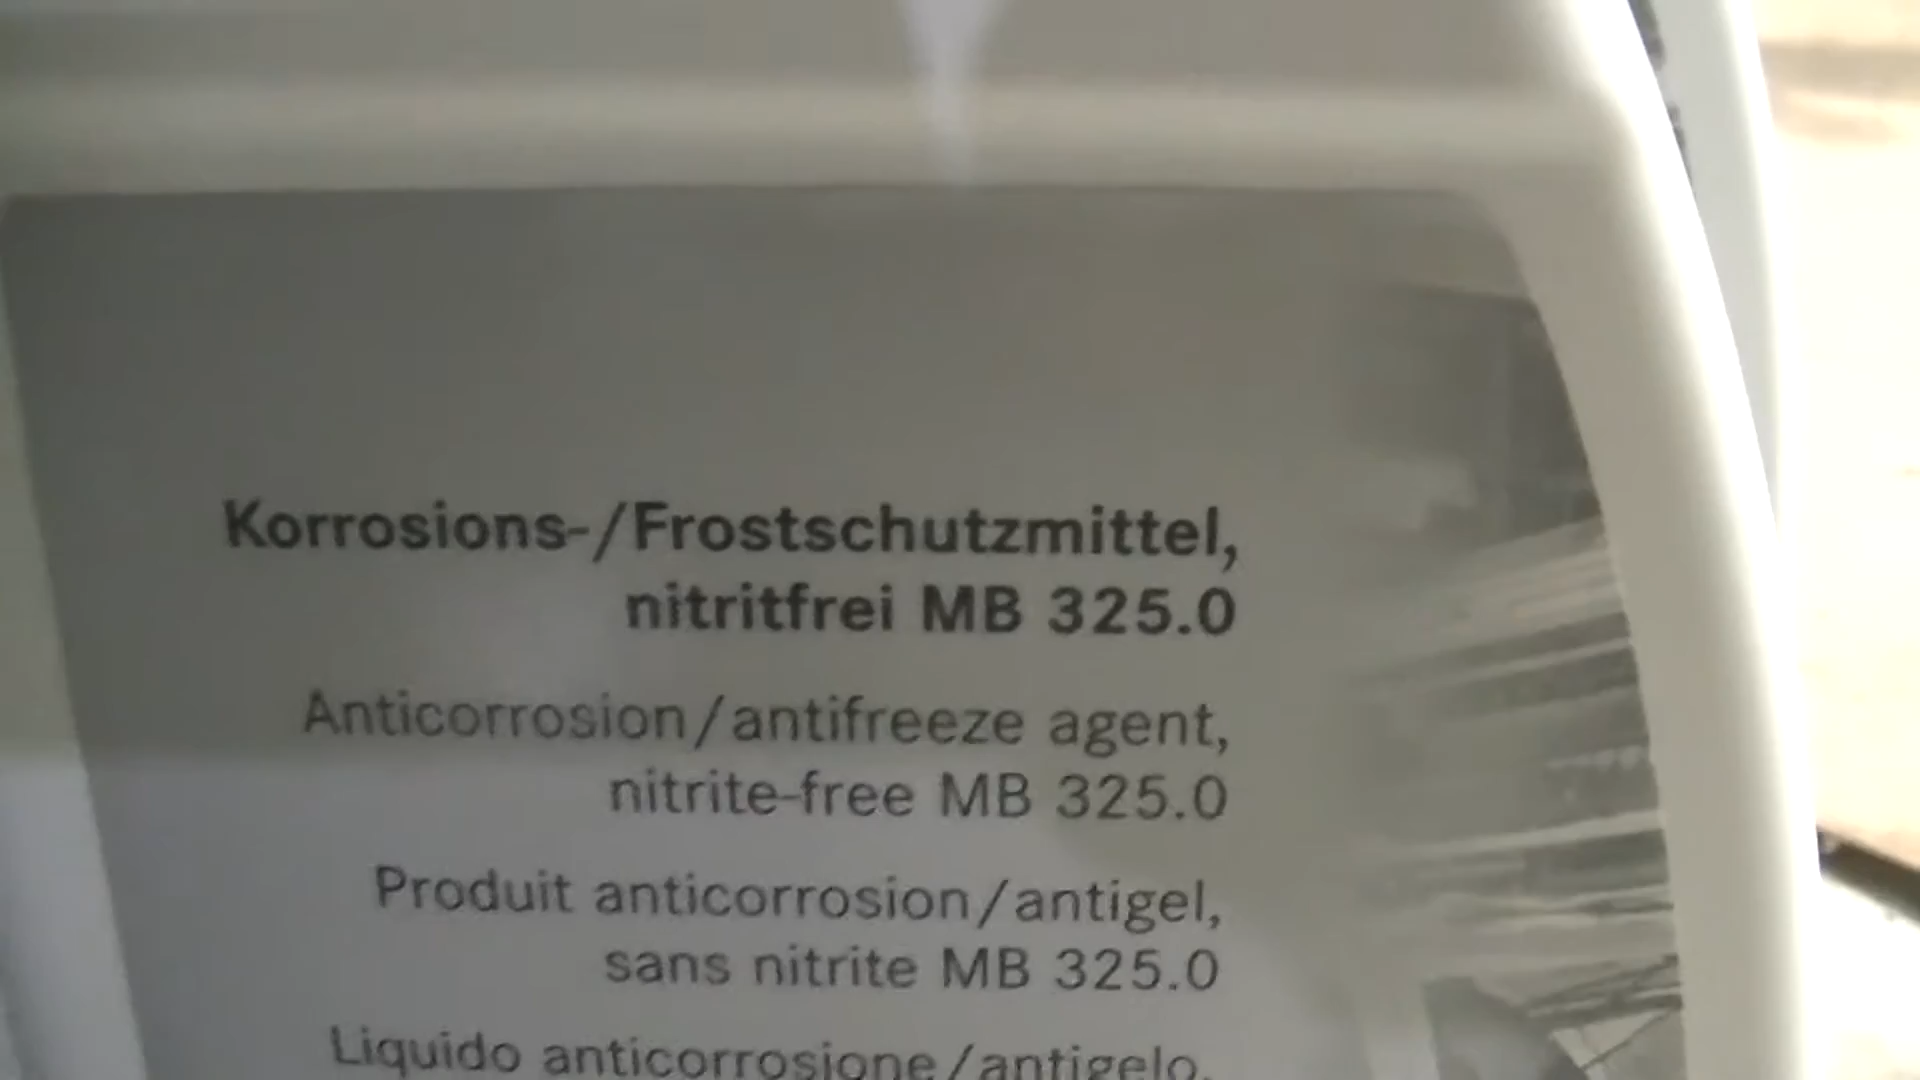 Korrosions-/Frostschutzmittel,
nitritfrei MB 325.0
Anticorrosion/antifreeze agent,
nitrite-free MB 325.0
Produit anticorrosion/antigel,
sans nitrite MB 325.0
Liquido anticorrosione/antigelo,